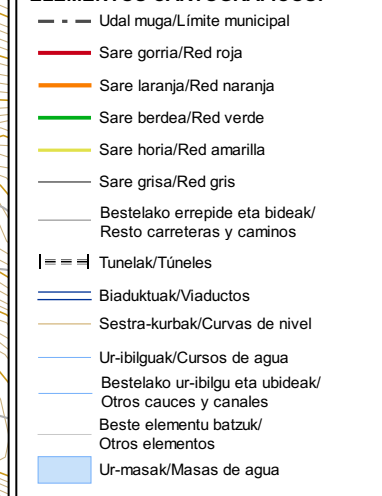 ELEMENTOS CARTOGRÁFICOS:
Udal muga/Límite municipal
Sare gorria/Red roja
Sare laranja/Red naranja
Sare berdea/Red verde
Sare horia/Red amarilla
Sare grisa/Red gris
Bestelako errepide eta bideak/
Resto carreteras y caminos
Tunelak/Túneles
Biaduktuak/Viaductos
Sestra-kurbak/Curvas de nivel
Ur-ibilguak/Cursos de agua
Bestelako ur-ibilgu eta ubideak/
Otros cauces y canales
Beste elementu batzuk/
Otros elementos
Ur-masak/Masas de agua